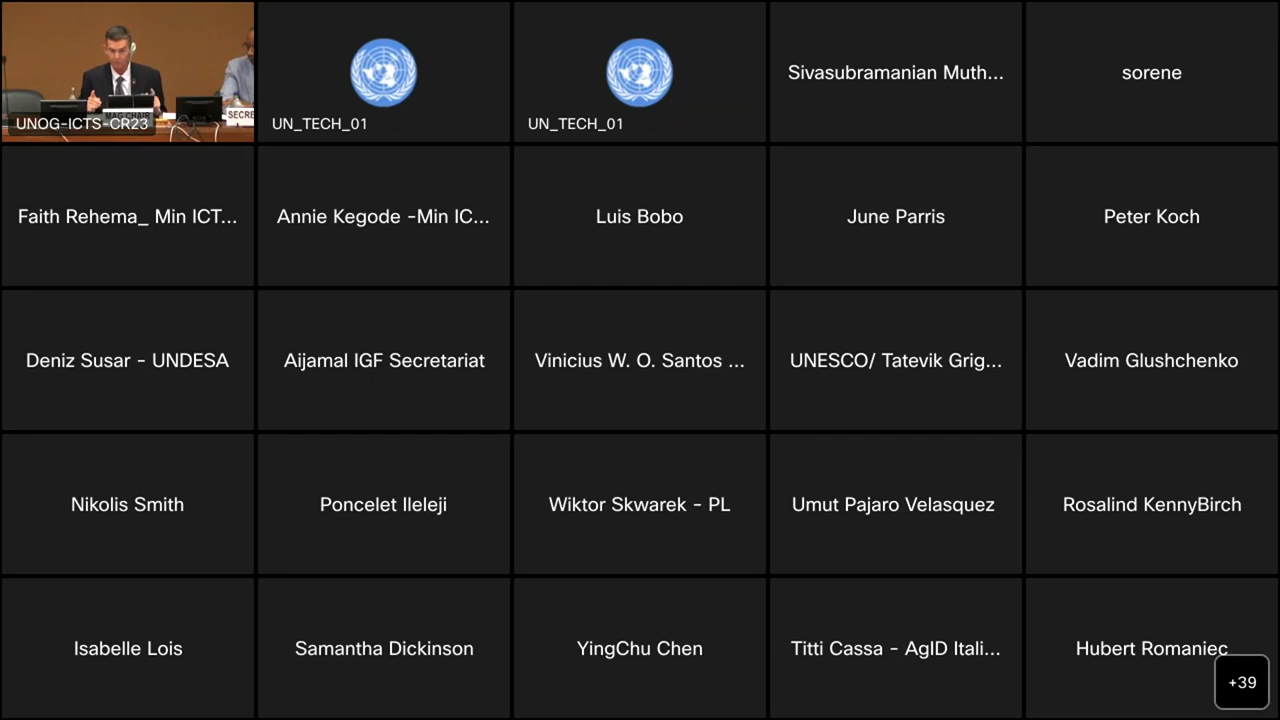 MAG CHAIR
SECRE
UNOG-ICTS-CR23
UN_TECH_01
UN_TECH_01
Sivasubramanian Muth...
sorene
Faith Rehema_ Min ICT...
Annie Kegode -Min IC...
Luis Bobo
June Parris
Peter Koch
Deniz Susar - UNDESA
Aijamal IGF Secretariat
Vinicius W. O. Santos ...
UNESCO/ Tatevik Grig...
Vadim Glushchenko
Nikolis Smith
Poncelet Ileleji
Wiktor Skwarek - PL
Umut Pajaro Velasquez
Rosalind KennyBirch
Isabelle Lois
Samantha Dickinson
YingChu Chen
Titti Cassa - AgID Itali...
Hubert Romaniec
+39